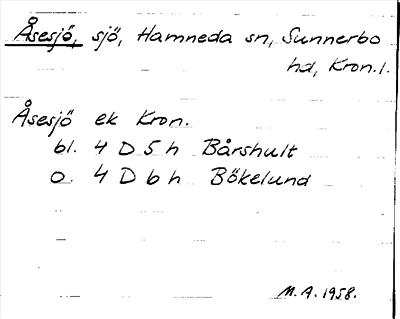 Åsesjö, sjö, Hamneda sn, Sunnerbo
hd, Kron.l.
Åsesjö ek Kron.
bl. 4 D 5 h Bårshult
o. 4 D 6 h Bökelund
M.A. 1958.